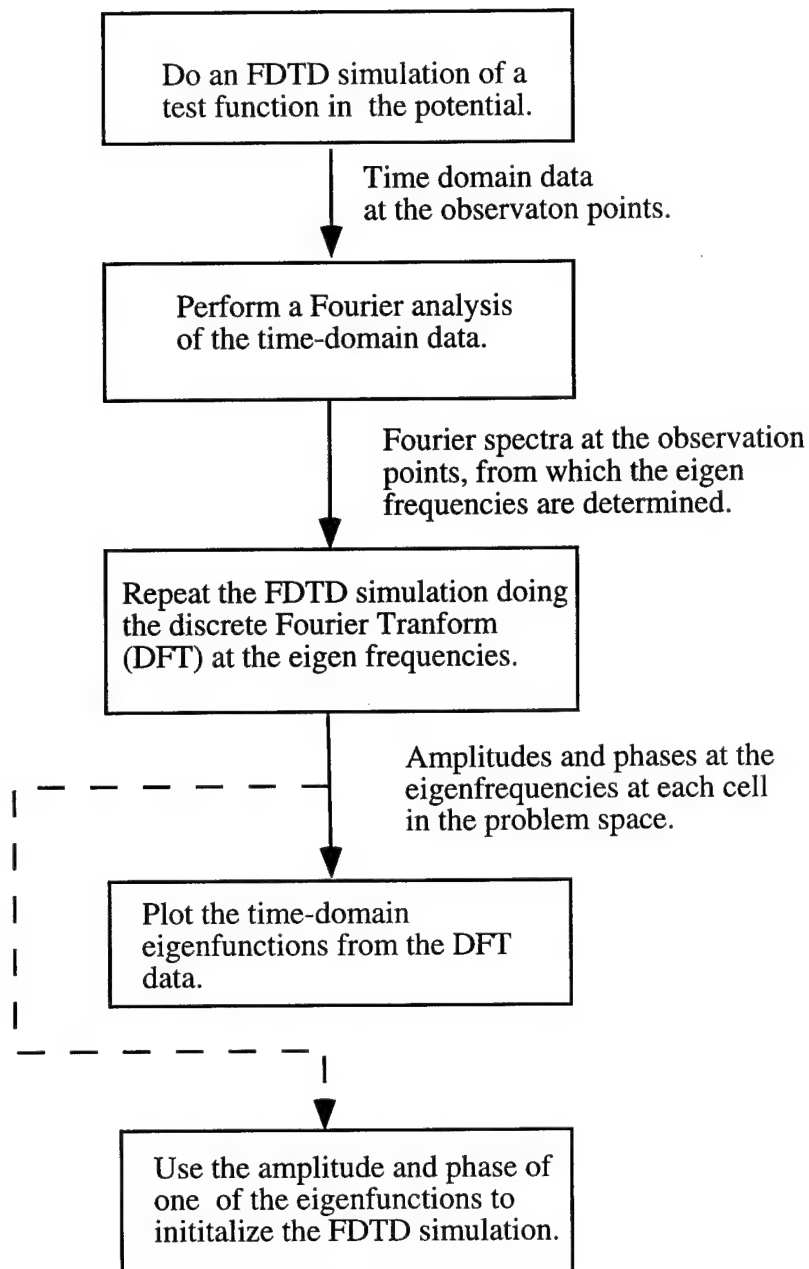 Do an FDTD simulation of a
test function in the potential.
Time domain data
at the observaton points.
Perform a Fourier analysis
of the time-domain data.
Fourier spectra at the observation
points, from which the eigen
frequencies are determined.
Repeat the FDTD simulation doing
the discrete Fourier Tranform
(DFT) at the eigen frequencies.
Amplitudes and phases at the
eigenfrequencies at each cell
in the problem space.
Plot the time-domain
eigenfunctions from the DFT
data.
Use the amplitude and phase of
one of the eigenfunctions to
inititalize the FDTD simulation.